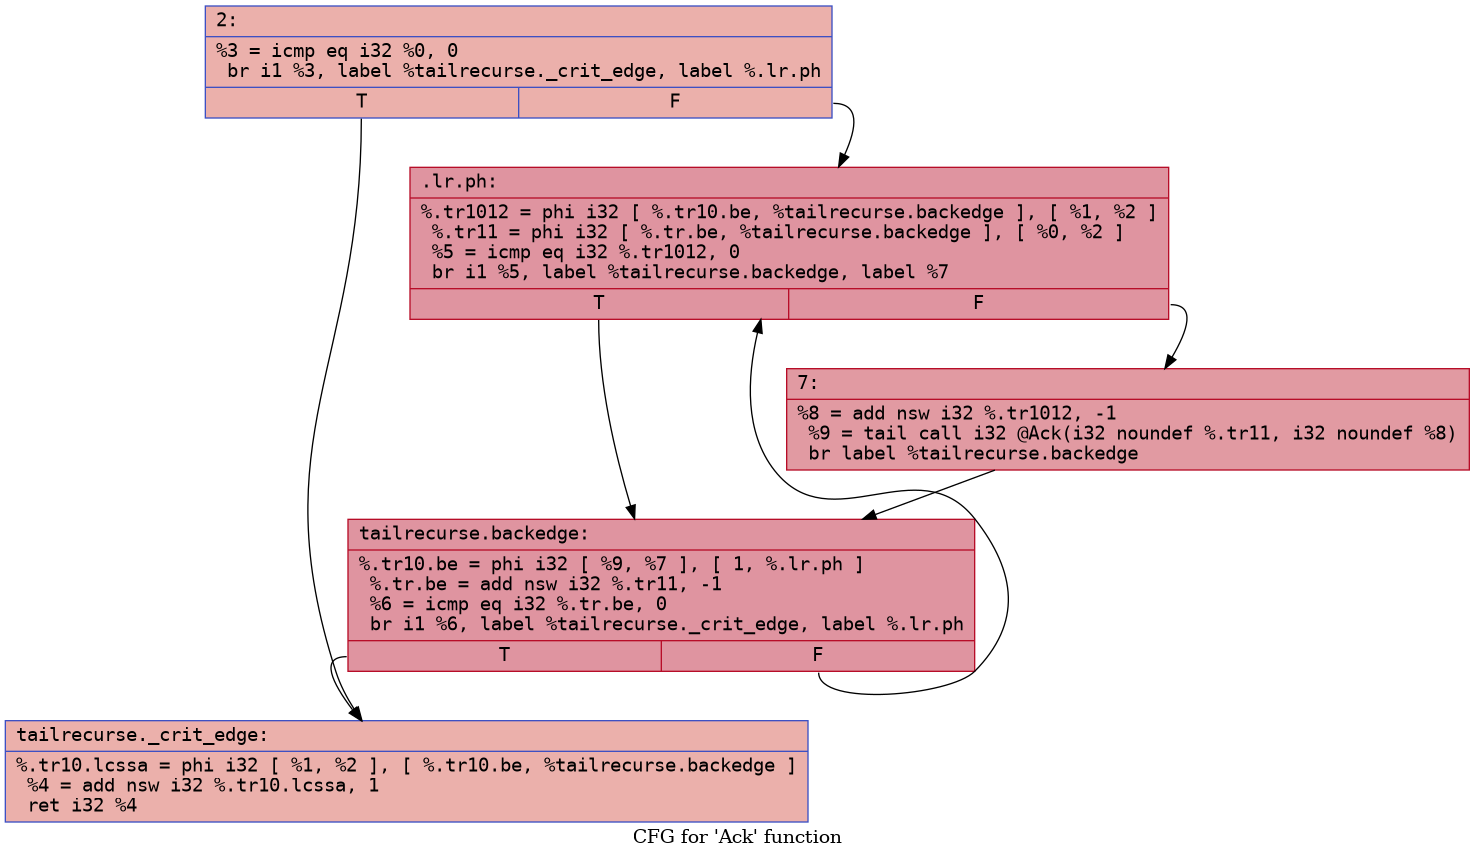 2:
%3 = icmp eq i32 %0, 0
br i1 %3, label %tailrecurse._crit_edge, label %.lr.ph
T
F
.lr.ph:
%.tr1012 = phi i32 [ %.tr10.be, %tailrecurse.backedge ], [ %1, %2 ]
%.tr11 = phi i32 [ %.tr.be, %tailrecurse.backedge ], [ %0, %2 ]
%5 = icmp eq i32 %.tr1012, 0
br i1 %5, label %tailrecurse.backedge, label %7
T
F
7:
%8 = add nsw i32 %.tr1012, -1
%9 = tail call i32 @Ack(i32 noundef %.tr11, i32 noundef %8)
br label %tailrecurse.backedge
tailrecurse.backedge:
%.tr10.be = phi i32 [ %9, %7 ], [ 1, %.lr.ph ]
%.tr.be = add nsw i32 %.tr11, -1
%6 = icmp eq i32 %.tr.be, 0
br i1 %6, label %tailrecurse._crit_edge, label %.lr.ph
T
F
tailrecurse._crit_edge:
%.tr10.lcssa = phi i32 [ %1, %2 ], [ %.tr10.be, %tailrecurse.backedge ]
%4 = add nsw i32 %.tr10.lcssa, 1
ret i32 %4
CFG for 'Ack' function